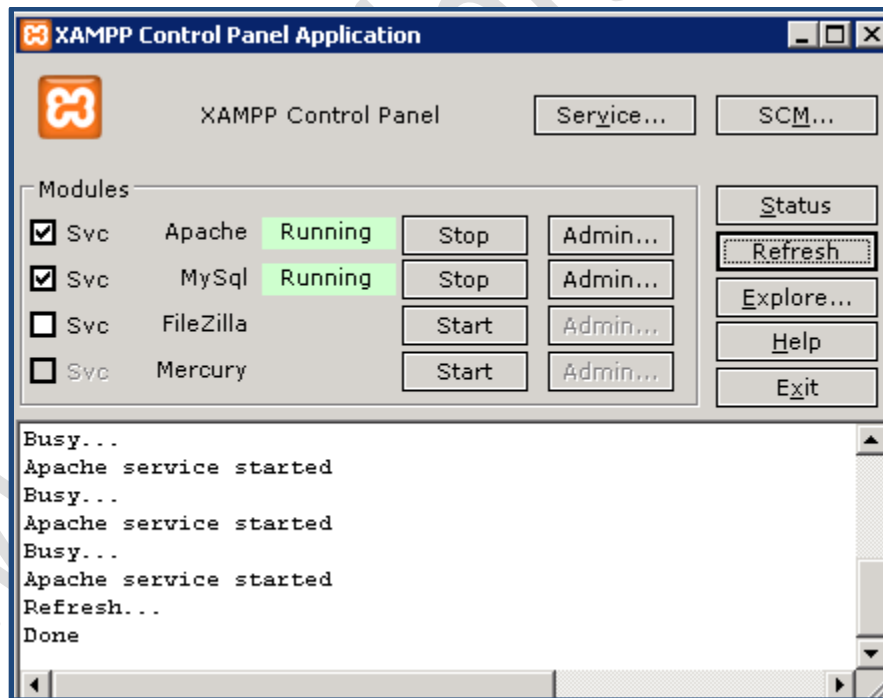 XAMPP Control Panel Application
XAMPP Control Panel Service... SCM...
Modules
Svc Apache Running Stop Admin...
Svc MySql Running Stop Admin...
Svc FileZilla Start Admin...
Svc Mercury Start Admin...
Status
Refresh
Explore...
Help
Exit
Busy...
Apache service started
Busy...
Apache service started
Busy...
Apache service started
Refresh...
Done